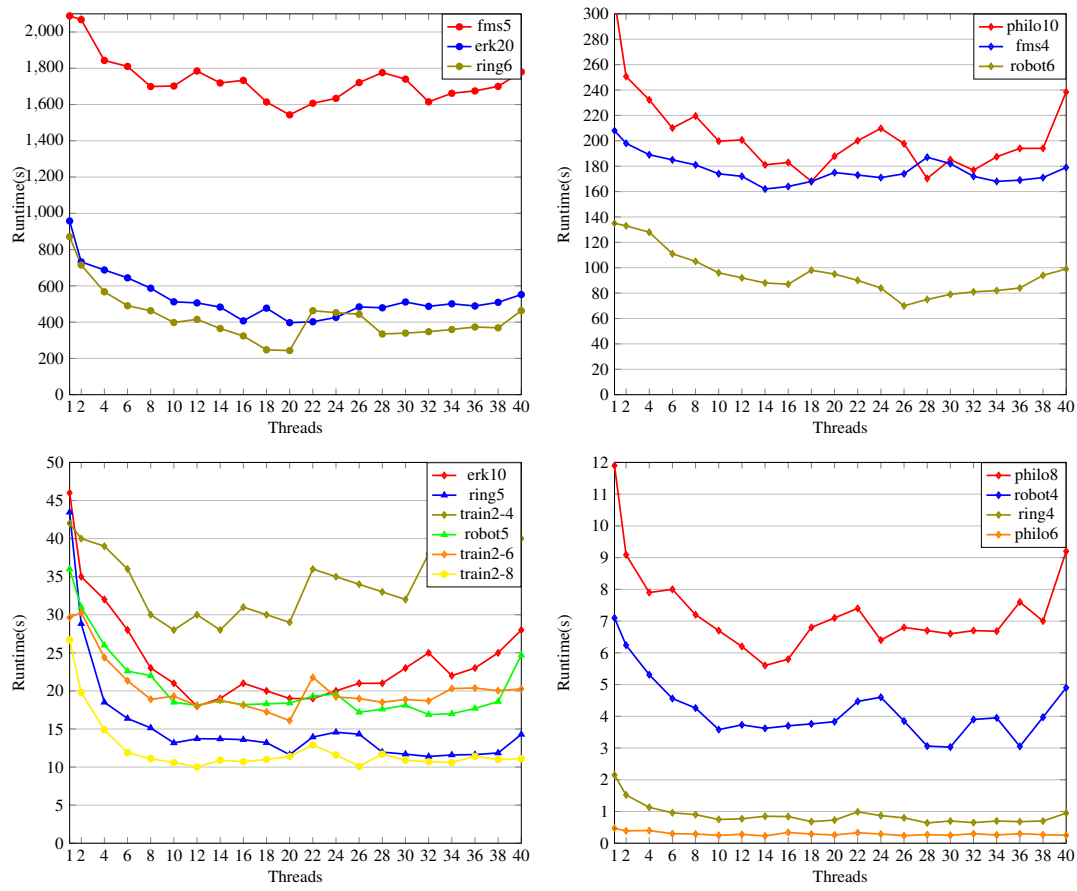 2,000
1,800
1,600
1,400
1,200
1,000
800
600
400
200
0
Runtime(s)
fms5
erk20
ring6
1 2 4 6 8 10 12 14 16 18 20 22 24 26 28 30 32 34 36 38 40
Threads
300
280
260
240
220
200
180
160
140
120
100
80
60
40
20
0
Runtime(s)
philo10
fms4
robot6
1 2 4 6 8 10 12 14 16 18 20 22 24 26 28 30 32 34 36 38 40
Threads
50
45
40
35
30
25
20
15
10
5
0
Runtime(s)
erk10
ring5
train2-4
robot5
train2-6
train2-8
1 2 4 6 8 10 12 14 16 18 20 22 24 26 28 30 32 34 36 38 40
Threads
12
11
10
9
8
7
6
5
4
3
2
1
0
Runtime(s)
philo8
robot4
ring4
philo6
1 2 4 6 8 10 12 14 16 18 20 22 24 26 28 30 32 34 36 38 40
Threads